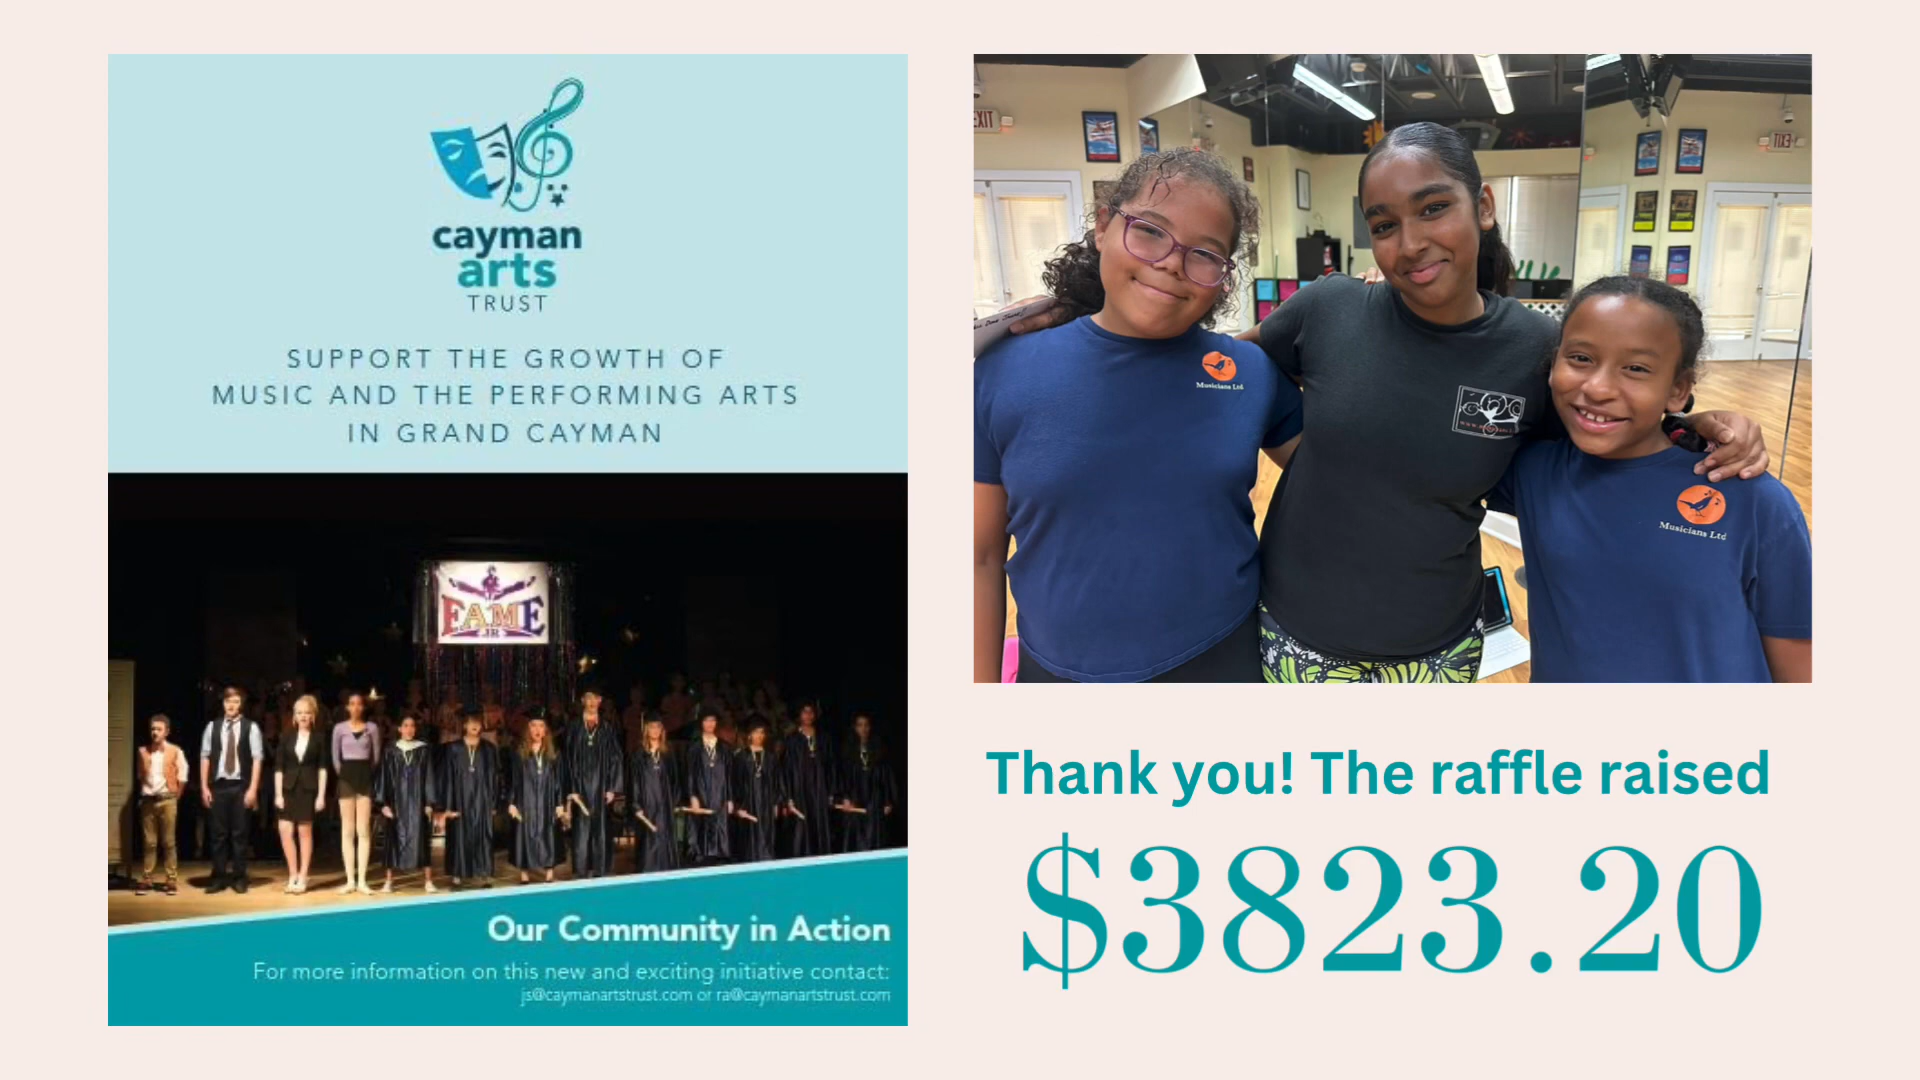 cayman
arts
TRUST
SUPPORT THE GROWTH OF
MUSIC AND THE PERFORMING ARTS
IN GRAND CAYMAN
FAME
JR
Our Community in Action
For more information on this new and exciting initiative contact:
js@caymanartstrust.com or ra@caymanartstrust.com
EXIT
EXIT
Musicians Ltd
Musicians Ltd
Thank you! The raffle raised
$3823.20